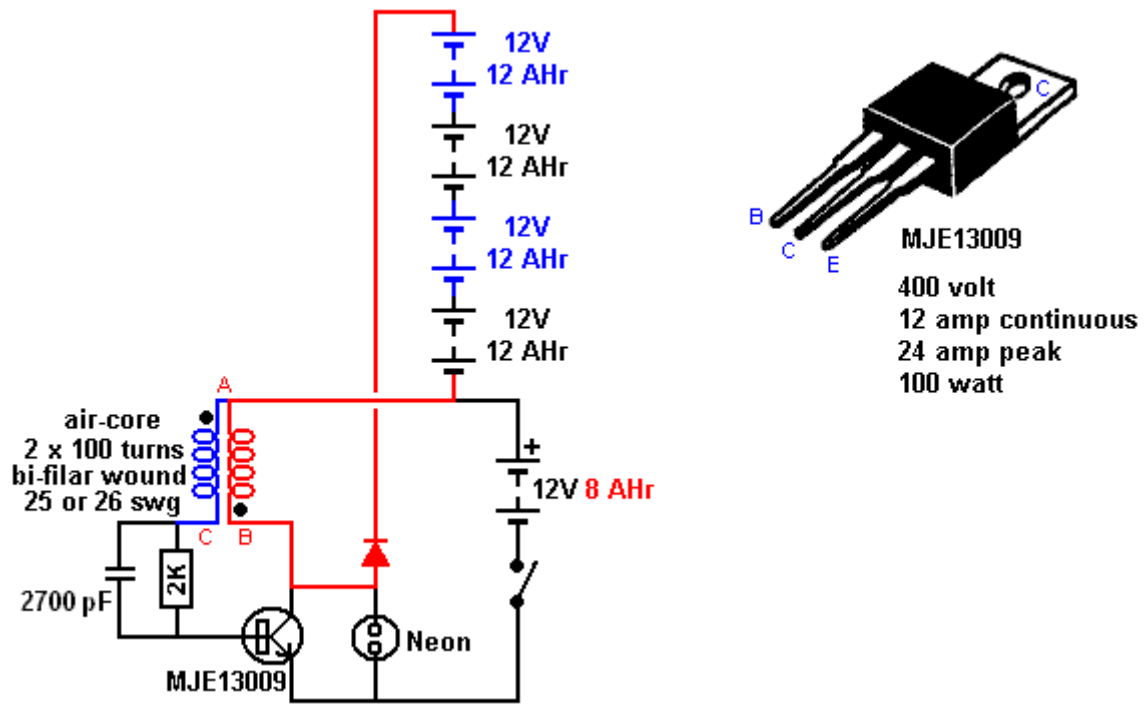 12V
12 AHr
12V
12 AHr
12V
12 AHr
12V
12 AHr
A
air-core
2 x 100 turns
bi-filar wound
25 or 26 swg
C B
2700 pF
2K
MJE13009
Neon
+
12V 8 AHr
C
B
C
E
MJE13009
400 volt
12 amp continuous
24 amp peak
100 watt